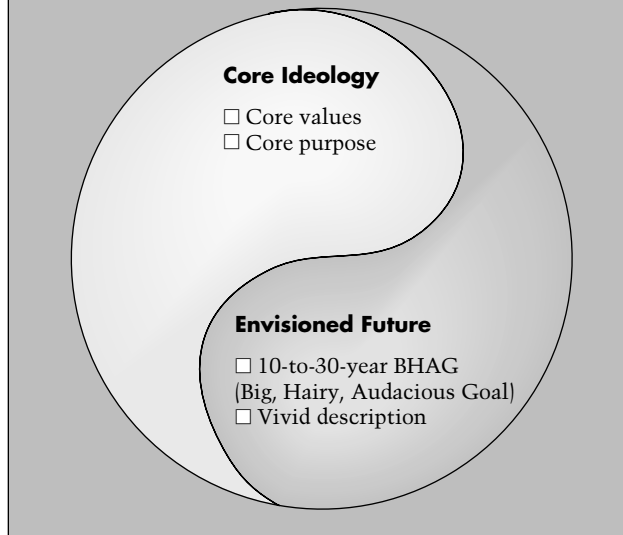 Core Ideology
☐ Core values
☐ Core purpose
Envisioned Future
☐ 10-to-30-year BHAG
(Big, Hairy, Audacious Goal)
☐ Vivid description